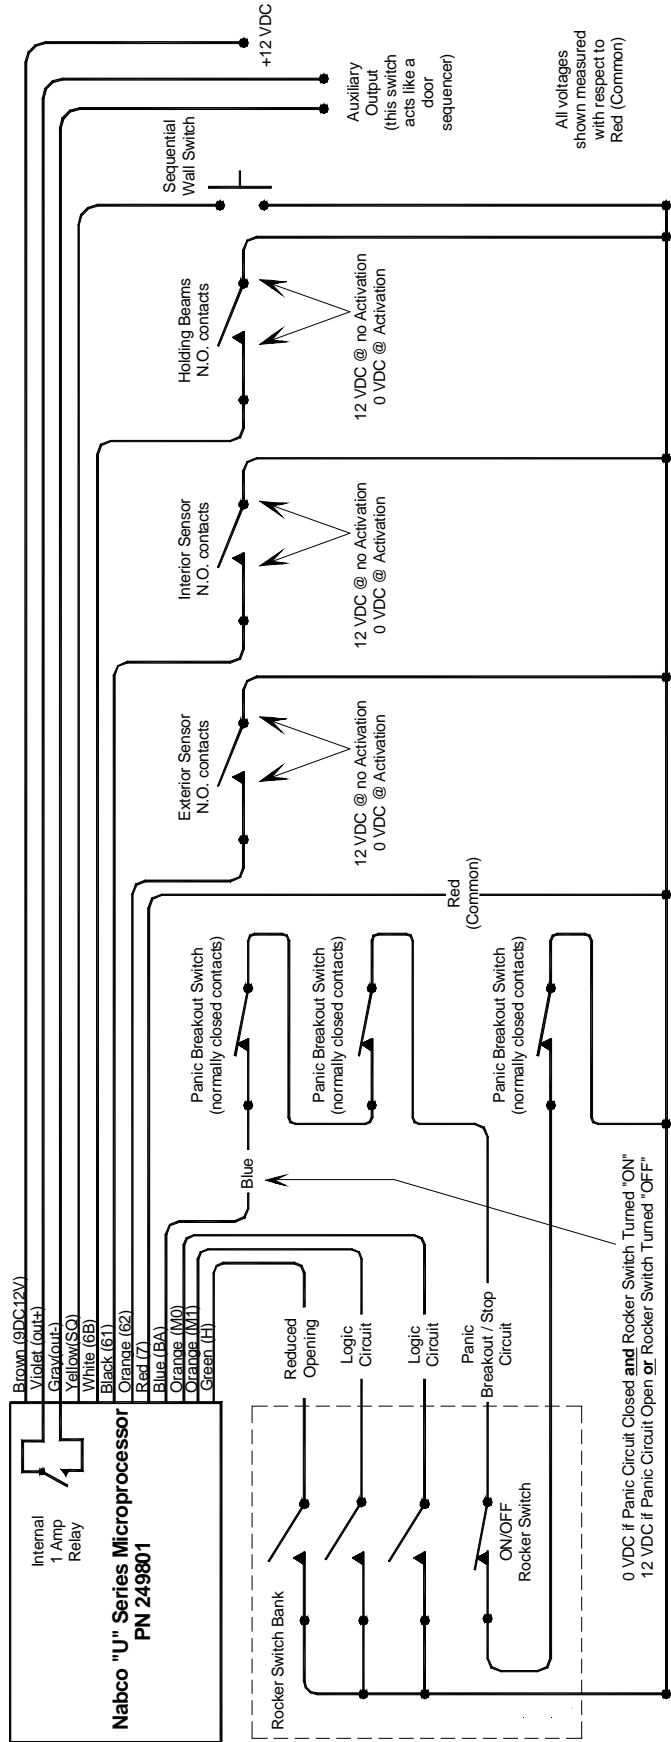 Nabco "U" Series Microprocessor
PN 249801
Internal
1 Amp
Relay
Brown (9DC12V)
Violet (out+)
Gray(out-)
Yellow(SQ)
White (6B)
Black (61)
Orange (62)
Red (7)
Blue (BA)
Orange (M0)
Orange (M1)
Green (H)
+12 VDC
Auxiliary
Output
(this switch
acts like a
door
sequencer)
All voltages
shown measured
with respect to
Red (Common)
Sequential
Wall Switch
Holding Beams
N.O. contacts
12 VDC @ no Activation
0 VDC @ Activation
Interior Sensor
N.O. contacts
12 VDC @ no Activation
0 VDC @ Activation
Exterior Sensor
N.O. contacts
12 VDC @ no Activation
0 VDC @ Activation
Red
(Common)
Panic Breakout Switch
(normally closed contacts)
Panic Breakout Switch
(normally closed contacts)
Panic Breakout Switch
(normally closed contacts)
Blue
Reduced
Opening
Logic
Circuit
Logic
Circuit
Panic
Breakout / Stop
Circuit
Rocker Switch Bank
ON/OFF
Rocker Switch
0 VDC if Panic Circuit Closed and Rocker Switch Turned "ON"
12 VDC if Panic Circuit Open or Rocker Switch Turned "OFF"